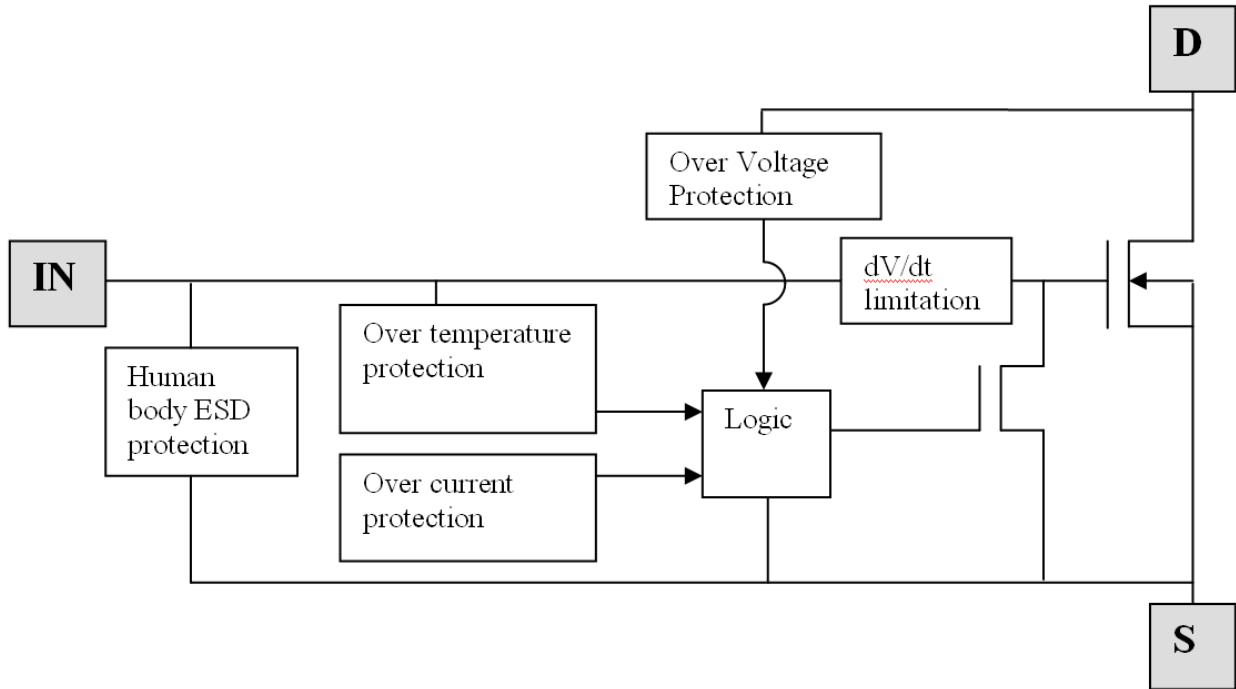 D
Over Voltage
Protection
IN
dV/dt
limitation
Over temperature
protection
Human
body ESD
protection
Logic
Over current
protection
S